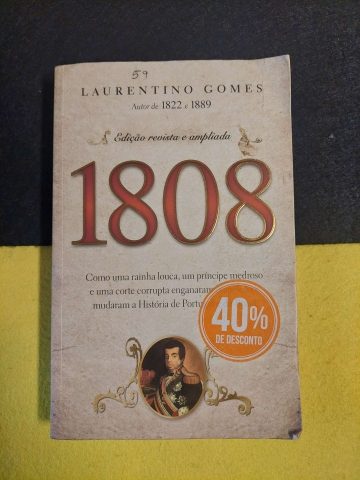 59
LAURENTINO GOMES
Autor de 1822 e 1889
Edição revista e ampliada
1808
Como uma rainha louca, um príncipe medroso
e uma corte corrupta enganaram
mudaram a História de
40%
DE DESCONTO